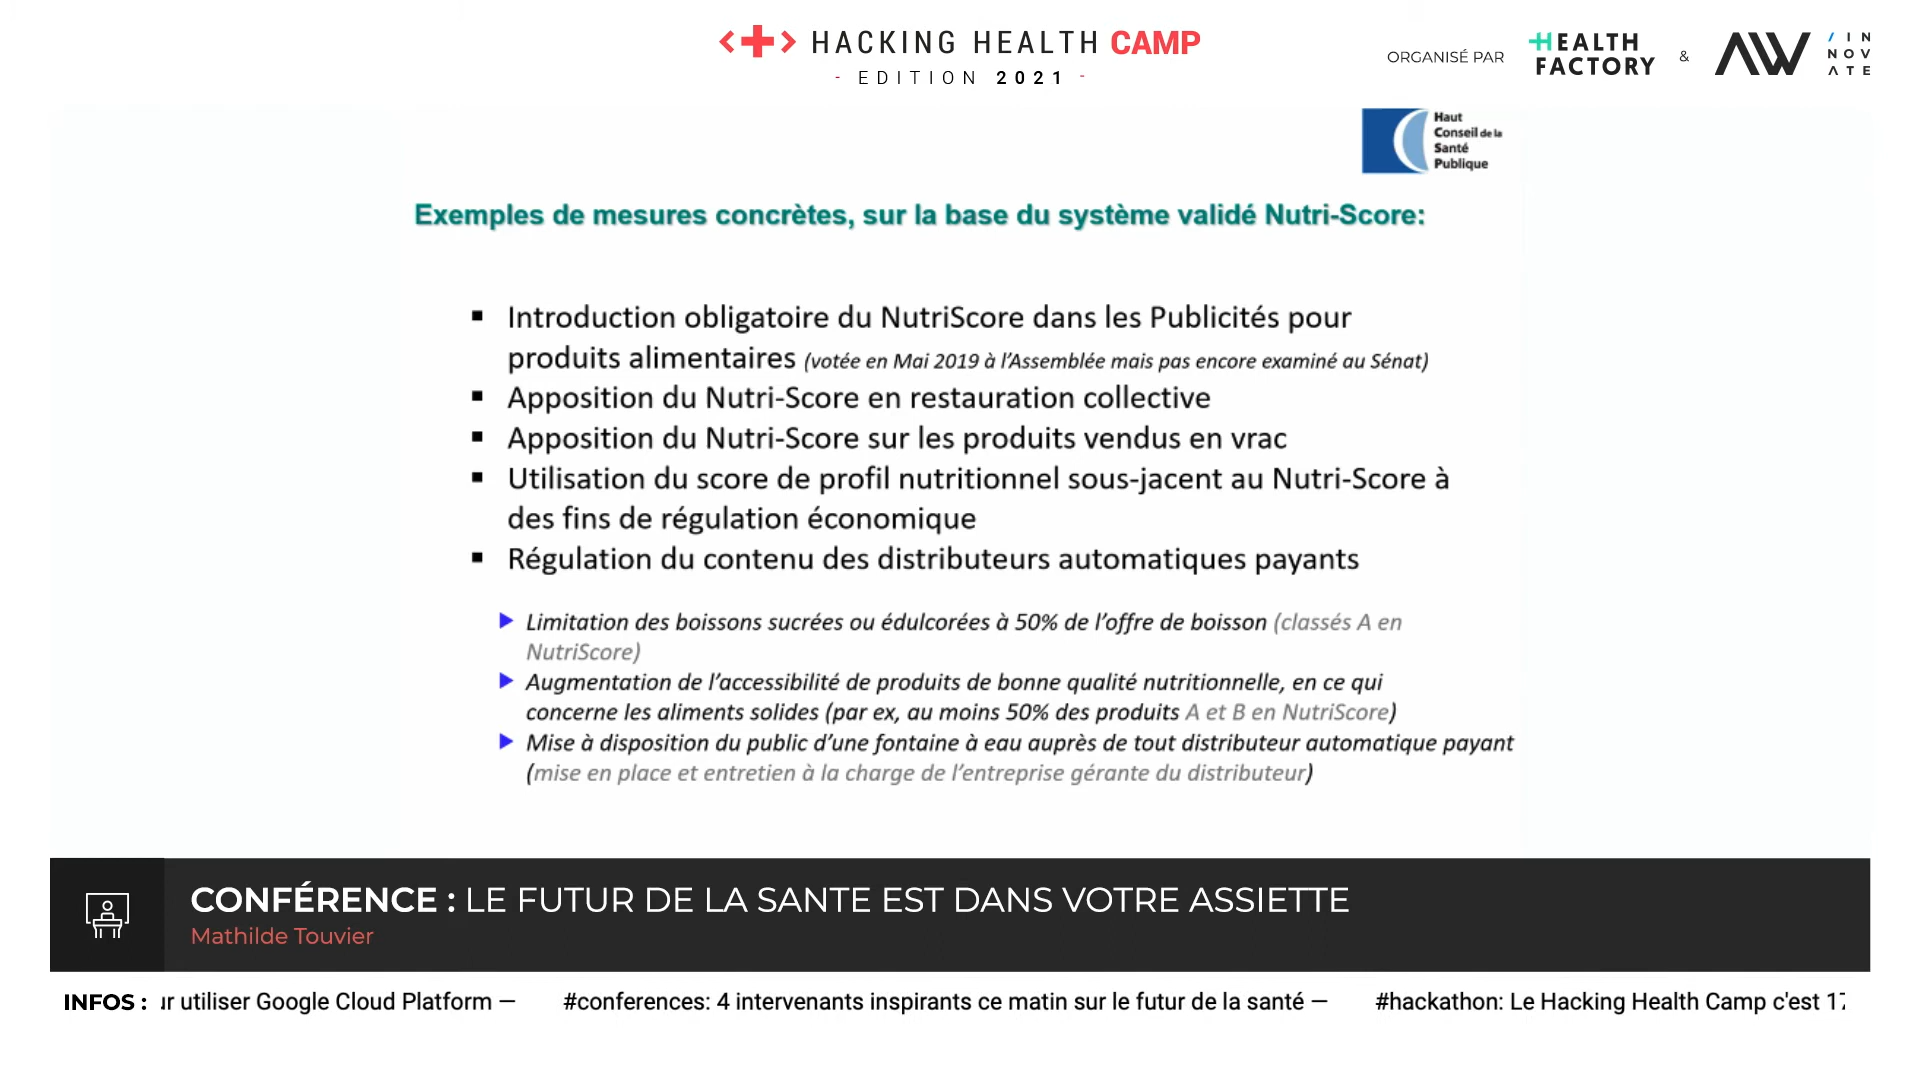 HACKING HEALTH CAMP
- EDITION 2021 -
ORGANISÉ PAR
HEALTH
FACTORY
&
AW
/IN
NOV
ATE
Haut
Conseil de la
Santé
Publique
Exemples de mesures concrètes, sur la base du système validé Nutri-Score:
▪ Introduction obligatoire du NutriScore dans les Publicités pour
produits alimentaires (votée en Mai 2019 à l'Assemblée mais pas encore examiné au Sénat)
▪ Apposition du Nutri-Score en restauration collective
▪ Apposition du Nutri-Score sur les produits vendus en vrac
▪ Utilisation du score de profil nutritionnel sous-jacent au Nutri-Score à
des fins de régulation économique
▪ Régulation du contenu des distributeurs automatiques payants
▶ Limitation des boissons sucrées ou édulcorées à 50% de l'offre de boisson (classés A en
NutriScore)
▶ Augmentation de l'accessibilité de produits de bonne qualité nutritionnelle, en ce qui
concerne les aliments solides (par ex, au moins 50% des produits A et B en NutriScore)
▶ Mise à disposition du public d'une fontaine à eau auprès de tout distributeur automatique payant
(mise en place et entretien à la charge de l'entreprise gérante du distributeur)
CONFÉRENCE : LE FUTUR DE LA SANTE EST DANS VOTRE ASSIETTE
Mathilde Touvier
INFOS : ur utiliser Google Cloud Platform — #conferences: 4 intervenants inspirants ce matin sur le futur de la santé — #hackathon: Le Hacking Health Camp c'est 17